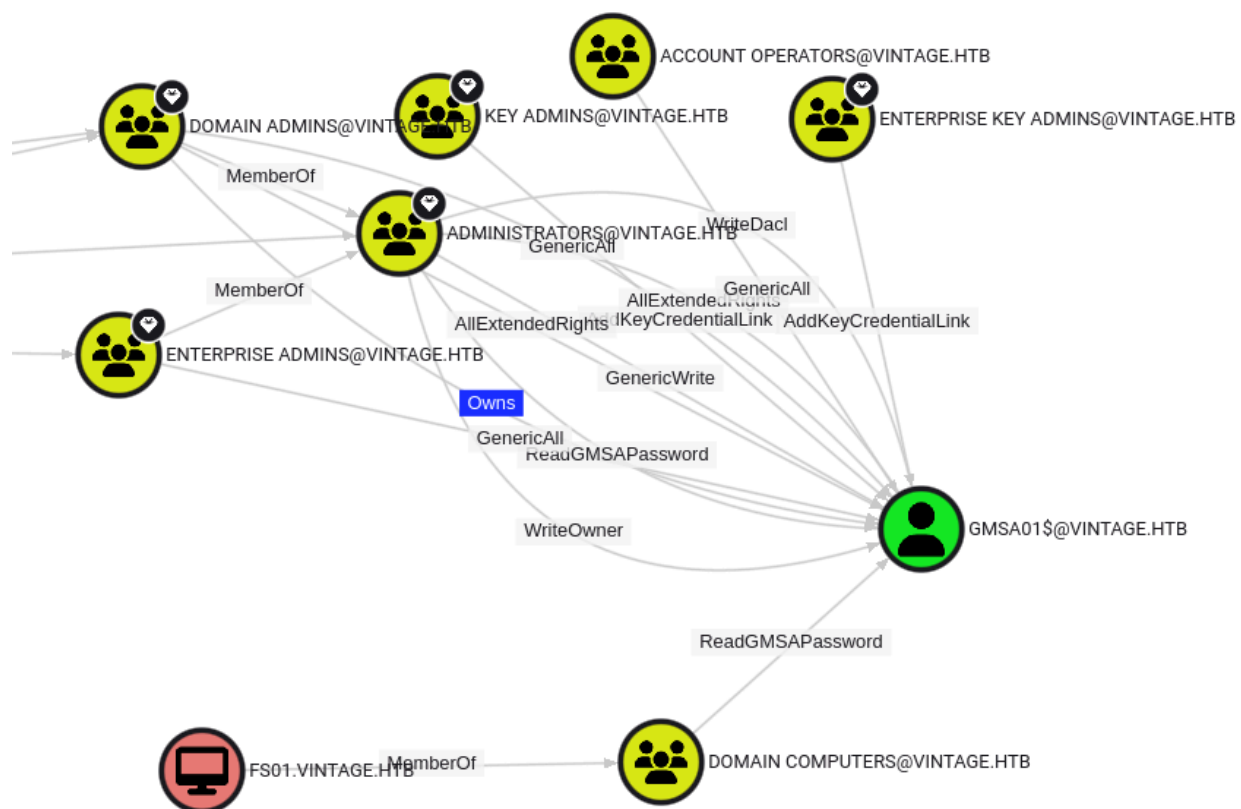 ACCOUNT OPERATORS@VINTAGE.HTB
KEY ADMINS@VINTAGE.HTB
ENTERPRISE KEY ADMINS@VINTAGE.HTB
DOMAIN ADMINS@VINTAGE.HTB
MemberOf
WriteDacl
ADMINISTRATORS@VINTAGE.HTB
GenericAll
MemberOf
GenericAll
AllExtendedRights
AllExtendedRights
AddKeyCredentialLink
AddKeyCredentialLink
ENTERPRISE ADMINS@VINTAGE.HTB
GenericWrite
Owns
GenericAll
ReadGMSAPassword
WriteOwner
GMSA01$@VINTAGE.HTB
ReadGMSAPassword
FS01.VINTAGE.HTB
MemberOf
DOMAIN COMPUTERS@VINTAGE.HTB